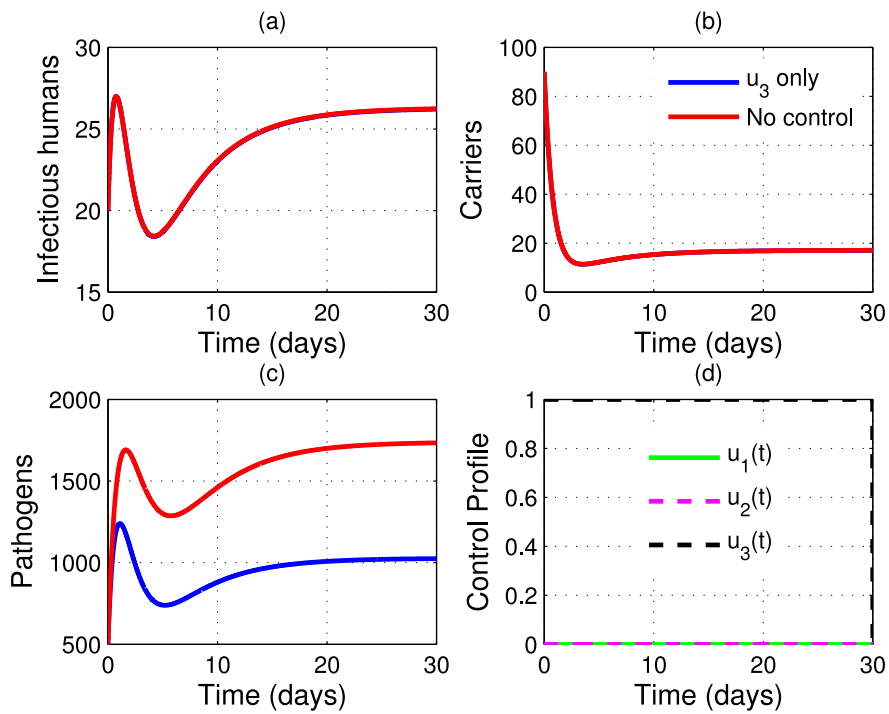 (a)
30
25
20
15
Infectious humans
0 10 20 30
Time (days)
(b)
100
80
60
40
20
0
Carriers
u3 only
No control
0 10 20 30
Time (days)
(c)
2000
1500
1000
500
Pathogens
0 10 20 30
Time (days)
(d)
1
0.8
0.6
0.4
0.2
0
Control Profile
u1(t)
u2(t)
u3(t)
0 10 20 30
Time (days)